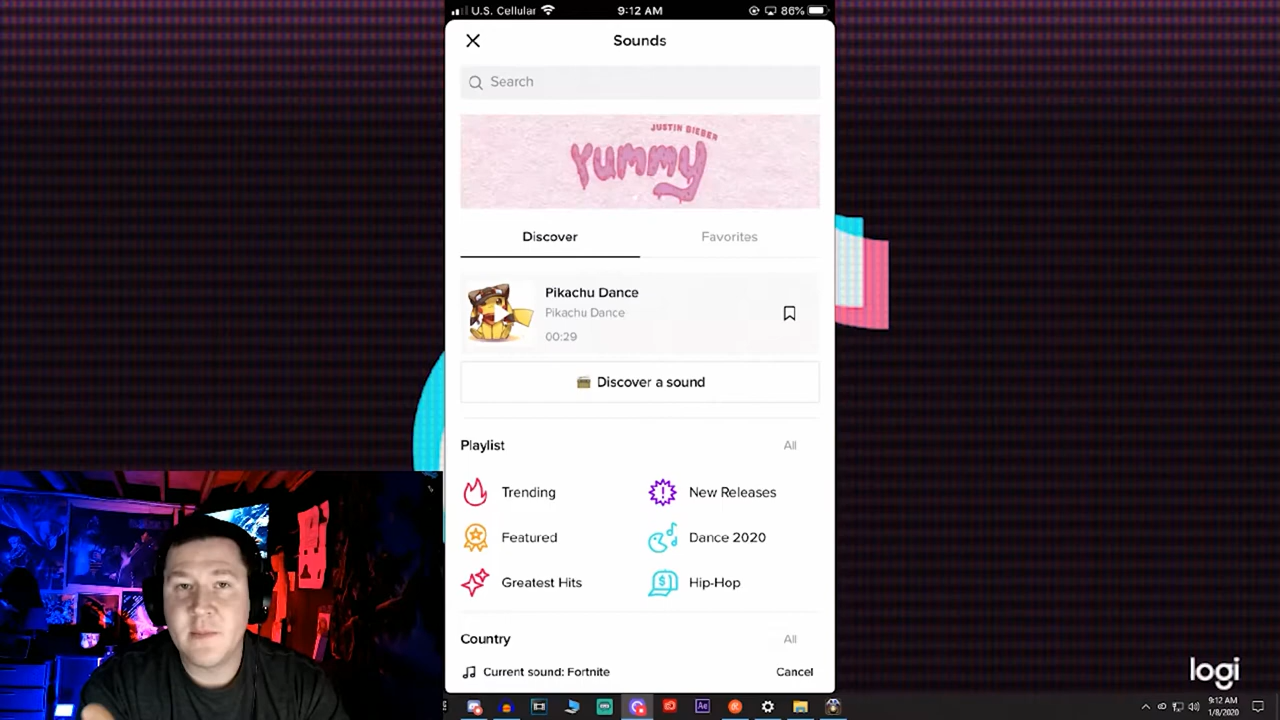 U.S. Cellular 9:12 AM 86%
Sounds
Search
JUSTIN BIEBER
Yummy
Discover Favorites
Pikachu Dance
Pikachu Dance
00:29
Discover a sound
Playlist All
Trending New Releases
Featured Dance 2020
Greatest Hits Hip-Hop
Country All
Current sound: Fortnite Cancel
logi
Ae
9:12 AM
1/8/2020